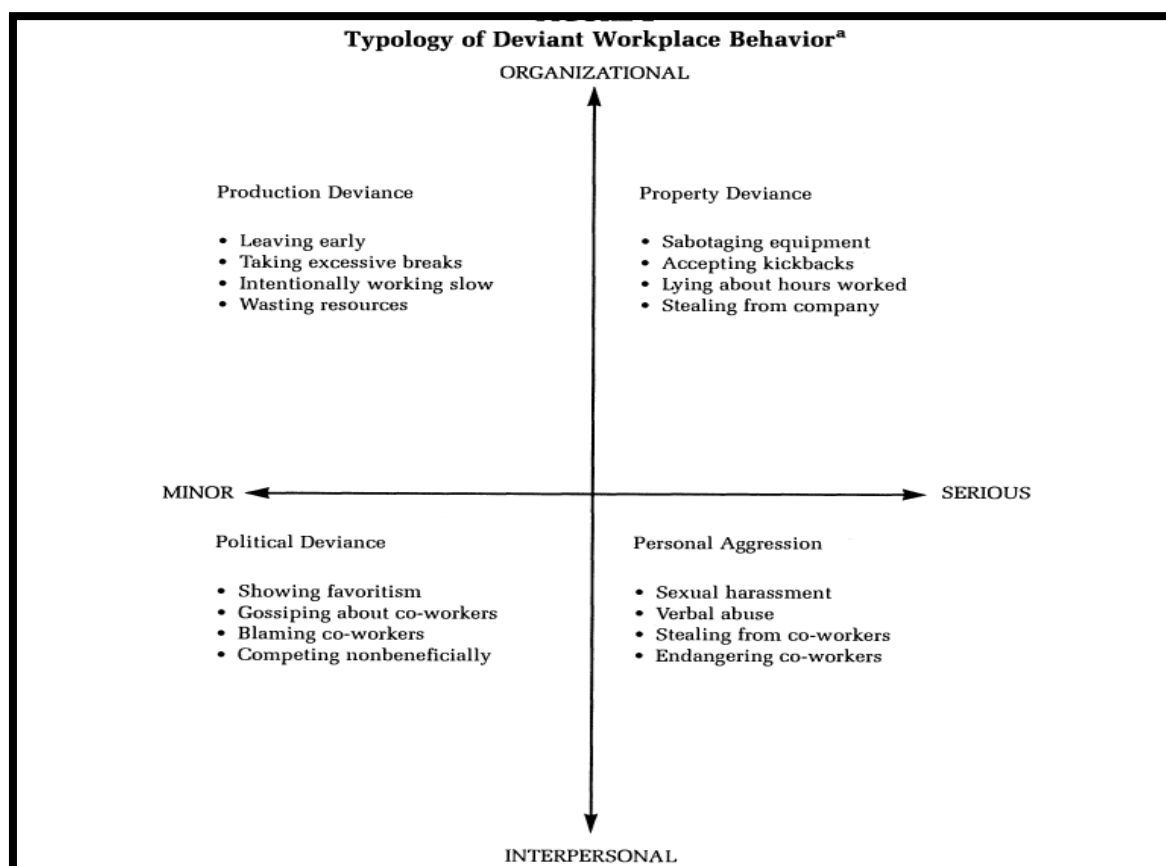 Typology of Deviant Workplace Behaviorᵃ
ORGANIZATIONAL
Production Deviance
• Leaving early
• Taking excessive breaks
• Intentionally working slow
• Wasting resources
Property Deviance
• Sabotaging equipment
• Accepting kickbacks
• Lying about hours worked
• Stealing from company
MINOR
SERIOUS
Political Deviance
• Showing favoritism
• Gossiping about co-workers
• Blaming co-workers
• Competing nonbeneficially
Personal Aggression
• Sexual harassment
• Verbal abuse
• Stealing from co-workers
• Endangering co-workers
INTERPERSONAL